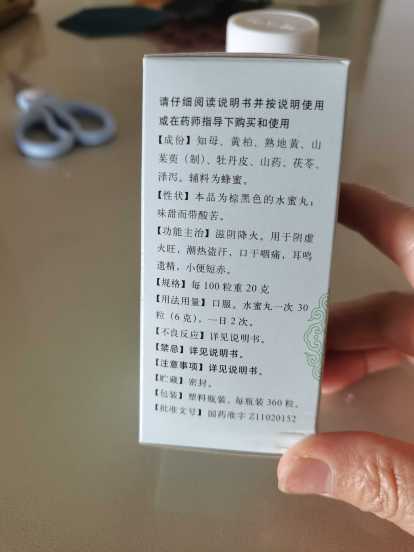 请仔细阅读说明书并按说明使用
或在药师指导下购买和使用
【成份】知母、黄柏、熟地黄、山
茱萸（制）、牡丹皮、山药、茯苓、
泽泻。辅料为蜂蜜。
【性状】本品为棕黑色的水蜜丸；
味甜而带酸苦。
【功能主治】滋阴降火。用于阴虚
火旺，潮热盗汗，口干咽痛，耳鸣
遗精，小便短赤。
【规格】每100粒重20克
【用法用量】口服。水蜜丸一次30
粒（6克），一日2次。
【不良反应】详见说明书。
【禁忌】详见说明书。
【注意事项】详见说明书。
【贮藏】密封。
【包装】塑料瓶装，每瓶装360粒。
【批准文号】国药准字Z11020152